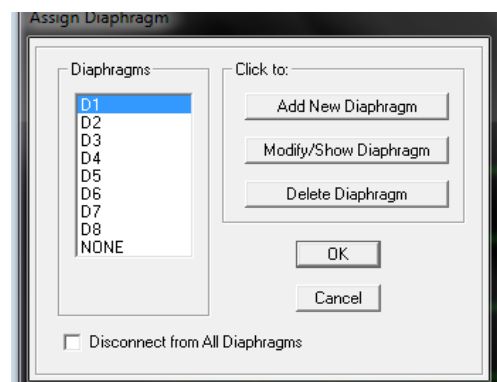 Assign Diaphragm
Diaphragms
D1
D2
D3
D4
D5
D6
D7
D8
NONE
Click to:
Add New Diaphragm
Modify/Show Diaphragm
Delete Diaphragm
OK
Cancel
Disconnect from All Diaphragms